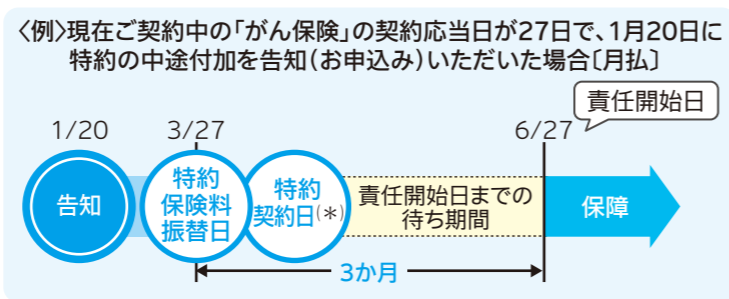 〈例〉現在ご契約中の「がん保険」の契約応当日が27日で、1月20日に
特約の中途付加を告知(お申込み)いただいた場合〔月払〕
責任開始日
1/20
3/27
6/27
告知
特約
保険料
振替日
特約
契約日(＊)
責任開始日までの
待ち期間
保障
3か月